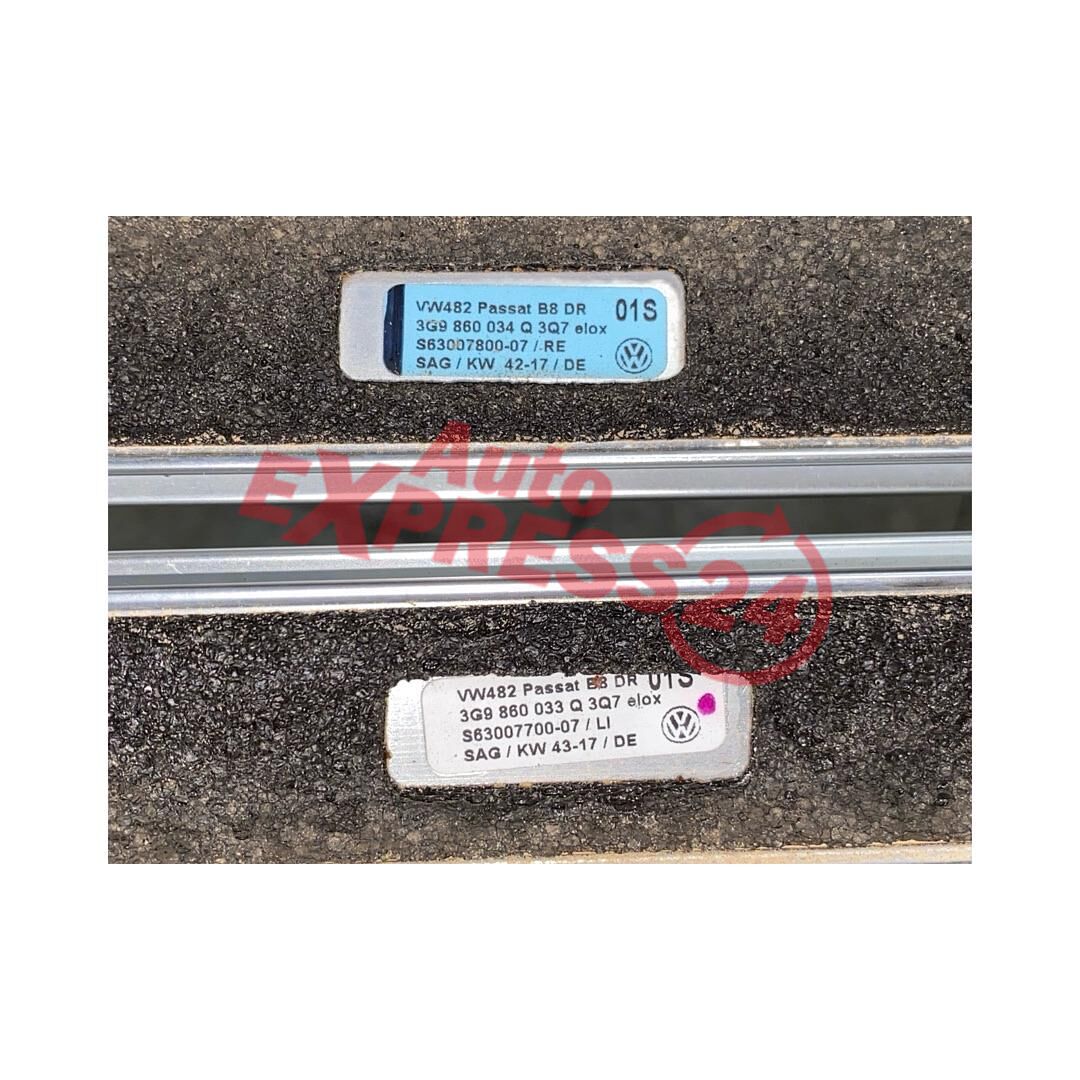 VW482 Passat B8 DR 01S
3G9 860 034 Q 3Q7 elox
S63007800-07 / RE
SAG / KW 42-17 / DE
Auto
EXPRESS24
VW482 Passat B8 DR 01S
3G9 860 033 Q 3Q7 elox
S63007700-07 / LI
SAG / KW 43-17 / DE